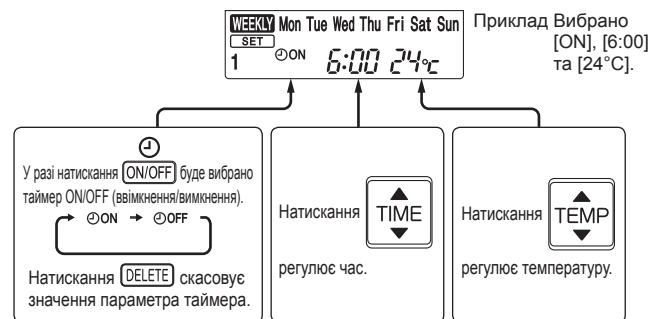 WEEKLY Mon Tue Wed Thu Fri Sat Sun
SET
1 ON 6:00 24°C
Приклад Вибрано
[ON], [6:00]
та [24°C].
У разі натискання ON/OFF буде вибрано
таймер ON/OFF (ввімкнення/вимкнення).
ON → OFF
Натискання DELETE скасовує
значення параметра таймера.
Натискання TIME
регулює час.
Натискання TEMP
регулює температуру.